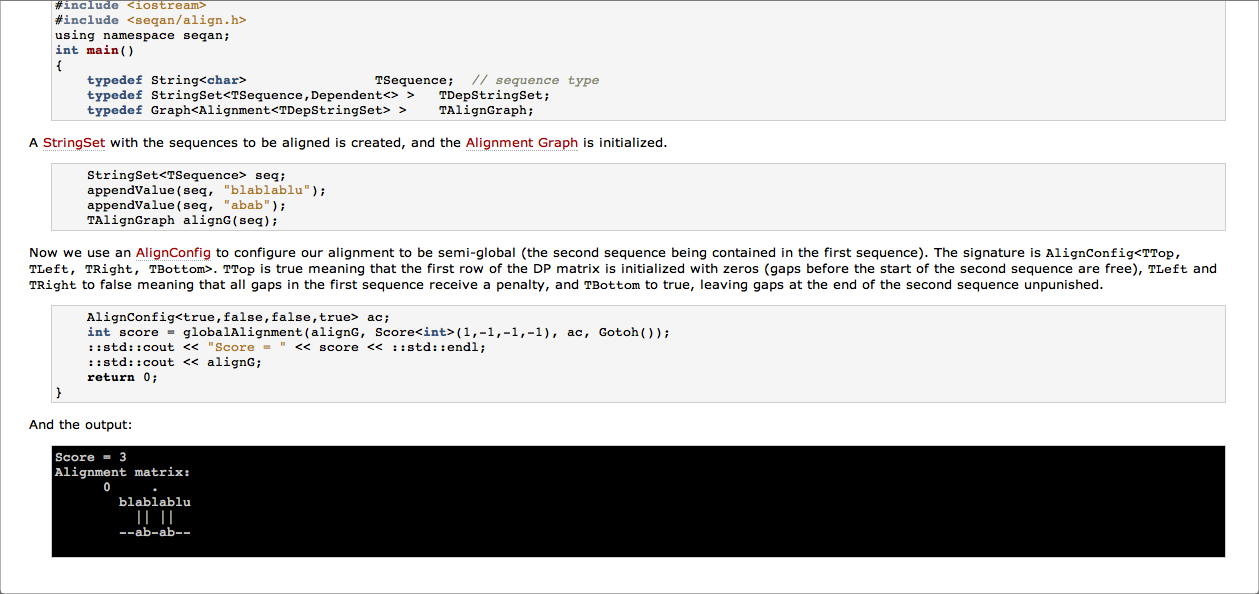 #include <iostream>
#include <seqan/align.h>
using namespace seqan;
int main()
{
    typedef String<char>                TSequence;  // sequence type
    typedef StringSet<TSequence,Dependent<> >   TDepStringSet;
    typedef Graph<Alignment<TDepStringSet> >    TAlignGraph;
A StringSet with the sequences to be aligned is created, and the Alignment Graph is initialized.
    StringSet<TSequence> seq;
    appendValue(seq, "blablablu");
    appendValue(seq, "abab");
    TAlignGraph alignG(seq);
Now we use an AlignConfig to configure our alignment to be semi-global (the second sequence being contained in the first sequence). The signature is AlignConfig<TTop,
TLeft, TRight, TBottom>. TTop is true meaning that the first row of the DP matrix is initialized with zeros (gaps before the start of the second sequence are free), TLeft and
TRight to false meaning that all gaps in the first sequence receive a penalty, and TBottom to true, leaving gaps at the end of the second sequence unpunished.
    AlignConfig<true,false,false,true> ac;
    int score = globalAlignment(alignG, Score<int>(1,-1,-1,-1), ac, Gotoh());
    ::std::cout << "Score = " << score << ::std::endl;
    ::std::cout << alignG;
    return 0;
}
And the output:
Score = 3
Alignment matrix:
      0     .
        blablablu
          || ||
        --ab-ab--